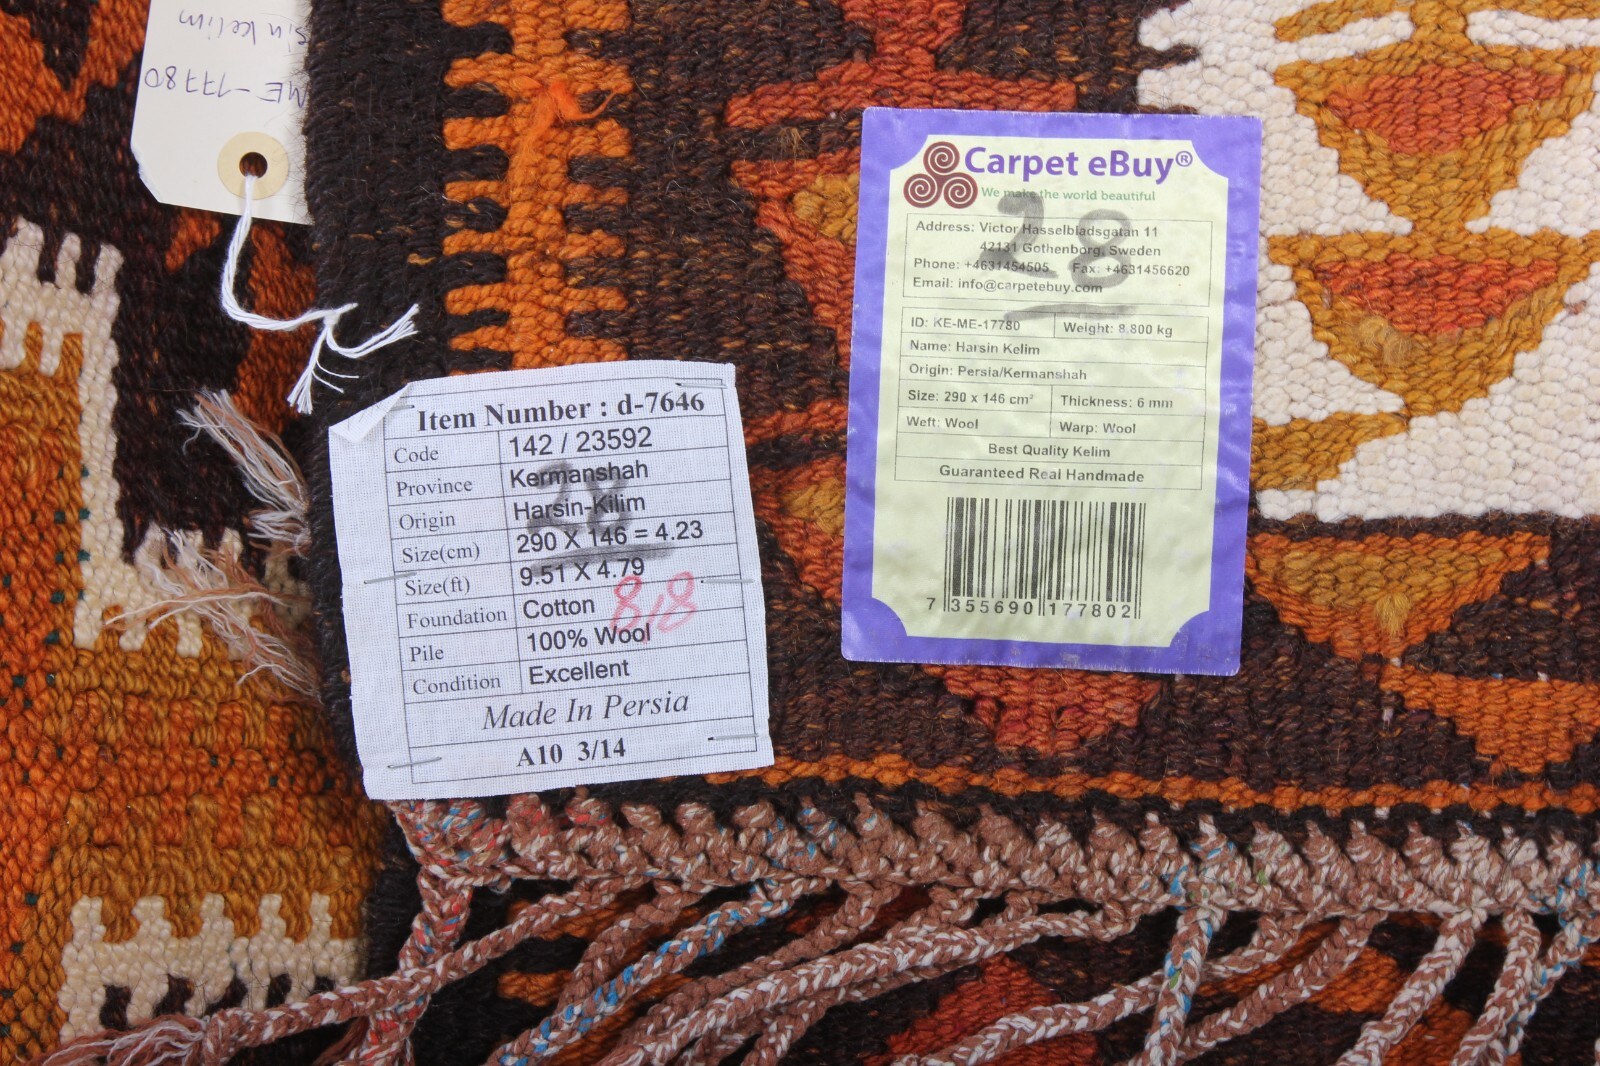 ME-17780
sin kelim
Item Number : d-7646
Code 142 / 23592
Province Kermanshah
Origin Harsin-Kilim
Size(cm) 290 X 146 = 4.23
Size(ft) 9.51 X 4.79
Foundation Cotton
Pile 100% Wool
Condition Excellent
Made In Persia
A10 3/14
8,8
Carpet eBuy®
We make the world beautiful
28
Address: Victor Hasselbladsgatan 11
42131 Gothenborg, Sweden
Phone: +4631454505 Fax: +4631456620
Email: info@carpetebuy.com
ID: KE-ME-17780 Weight: 8.800 kg
Name: Harsin Kelim
Origin: Persia/Kermanshah
Size: 290 x 146 cm² Thickness: 6 mm
Weft: Wool Warp: Wool
Best Quality Kelim
Guaranteed Real Handmade
7 355690 177802